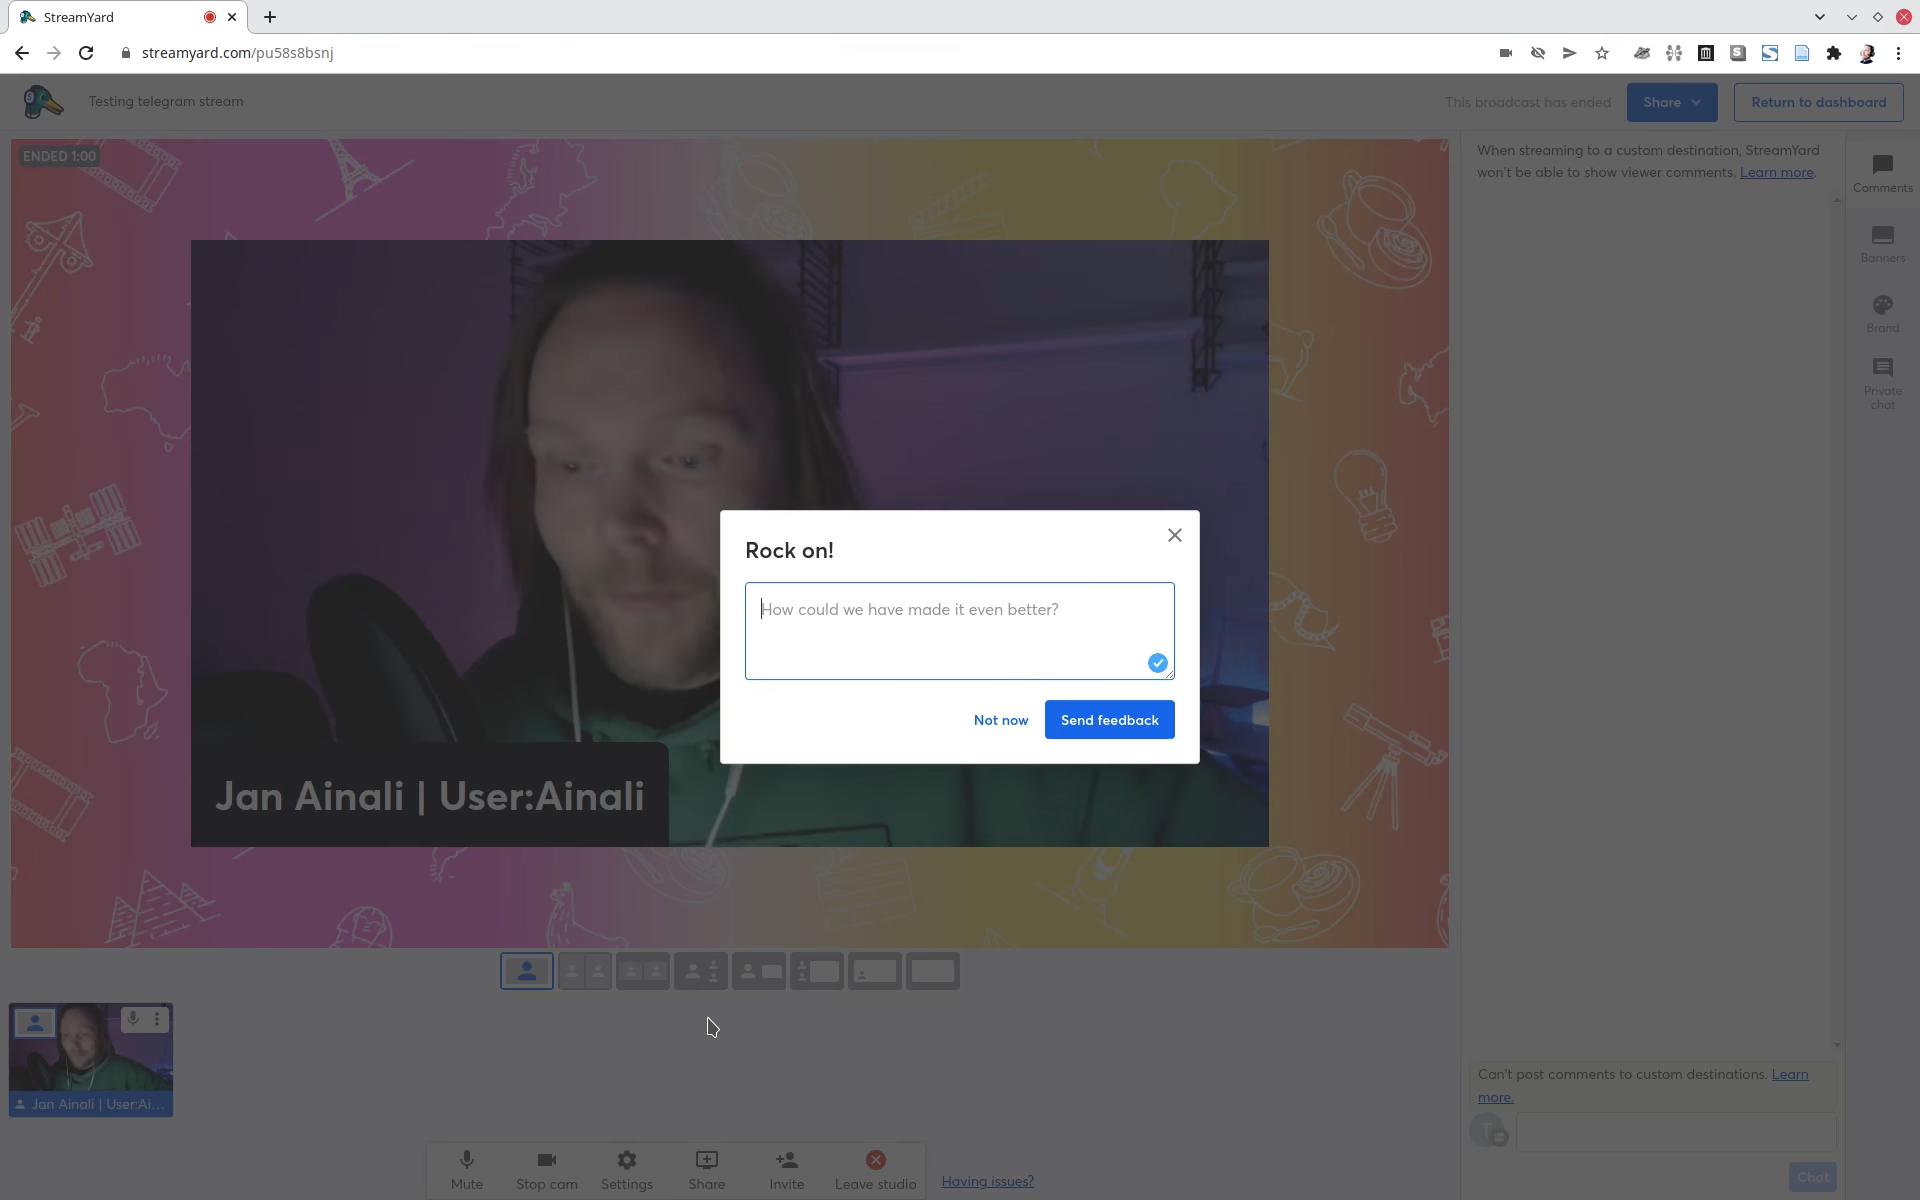 StreamYard
streamyard.com/pu58s8bsnj
Testing telegram stream
This broadcast has ended
Share
Return to dashboard
ENDED 1:00
When streaming to a custom destination, StreamYard
won't be able to show viewer comments. Learn more.
Comments
Banners
Brand
Private
chat
Rock on!
How could we have made it even better?
Not now
Send feedback
Jan Ainali | User:Ainali
Jan Ainali | User:Ai...
Can't post comments to custom destinations. Learn
more.
T
Chat
Mute
Stop cam
Settings
Share
Invite
Leave studio
Having issues?